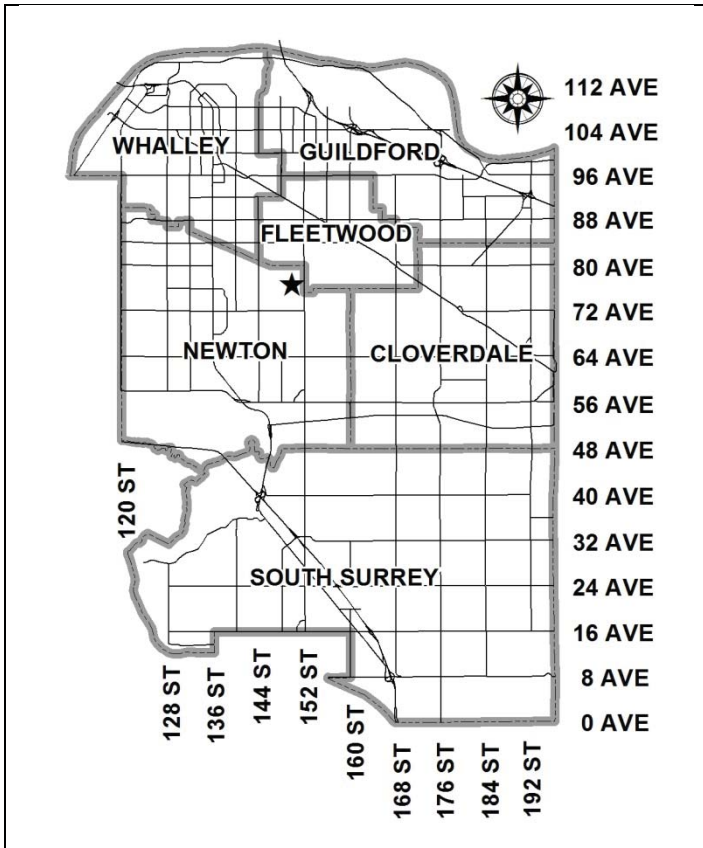 112 AVE
104 AVE
WHALLEY
GUILDFORD
96 AVE
88 AVE
FLEETWOOD
80 AVE
72 AVE
NEWTON
CLOVERDALE
64 AVE
56 AVE
48 AVE
120 ST
40 AVE
32 AVE
SOUTH SURREY
24 AVE
16 AVE
128 ST
136 ST
144 ST
152 ST
160 ST
8 AVE
0 AVE
168 ST
176 ST
184 ST
192 ST